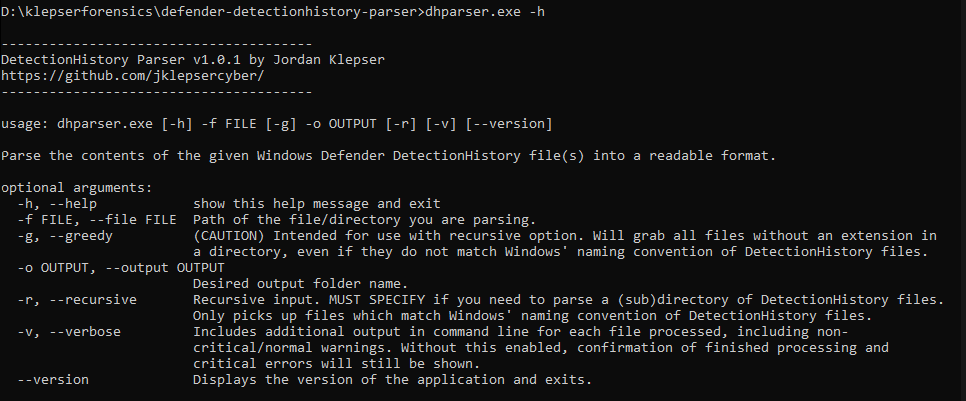 D:\klepserforensics\defender-detectionhistory-parser>dhparser.exe -h
---------------------------------------
DetectionHistory Parser v1.0.1 by Jordan Klepser
https://github.com/jklepsercyber/
---------------------------------------
usage: dhparser.exe [-h] -f FILE [-g] -o OUTPUT [-r] [-v] [--version]
Parse the contents of the given Windows Defender DetectionHistory file(s) into a readable format.
optional arguments:
-h, --help show this help message and exit
-f FILE, --file FILE Path of the file/directory you are parsing.
-g, --greedy (CAUTION) Intended for use with recursive option. Will grab all files without an extension in
a directory, even if they do not match Windows' naming convention of DetectionHistory files.
-o OUTPUT, --output OUTPUT
Desired output folder name.
-r, --recursive Recursive input. MUST SPECIFY if you need to parse a (sub)directory of DetectionHistory files.
Only picks up files which match Windows' naming convention of DetectionHistory files.
-v, --verbose Includes additional output in command line for each file processed, including non-
critical/normal warnings. Without this enabled, confirmation of finished processing and
critical errors will still be shown.
--version Displays the version of the application and exits.